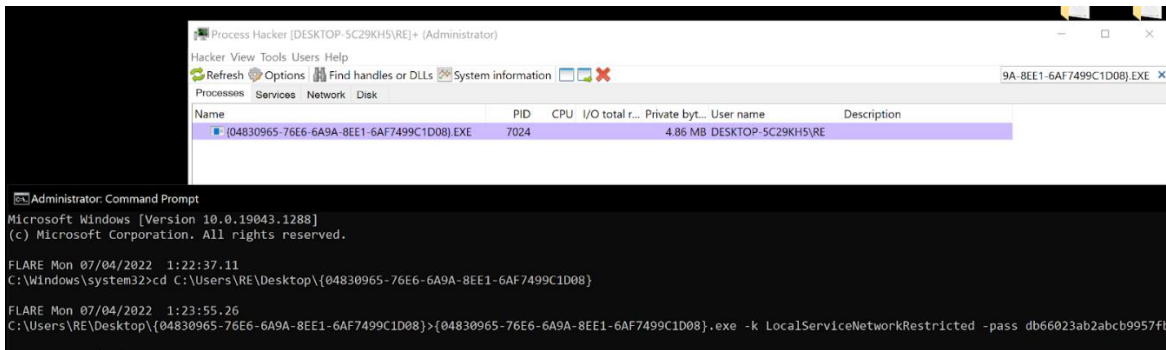 Process Hacker [DESKTOP-5C29KH5\RE]+ (Administrator)
Hacker View Tools Users Help
Refresh Options Find handles or DLLs System information 9A-8EE1-6AF7499C1D08}.EXE
Processes Services Network Disk
Name PID CPU I/O total r... Private byt... User name Description
{04830965-76E6-6A9A-8EE1-6AF7499C1D08}.EXE 7024 4.86 MB DESKTOP-5C29KH5\RE
Administrator: Command Prompt
Microsoft Windows [Version 10.0.19043.1288]
(c) Microsoft Corporation. All rights reserved.
FLARE Mon 07/04/2022 1:22:37.11
C:\Windows\system32>cd C:\Users\RE\Desktop\{04830965-76E6-6A9A-8EE1-6AF7499C1D08}
FLARE Mon 07/04/2022 1:23:55.26
C:\Users\RE\Desktop\{04830965-76E6-6A9A-8EE1-6AF7499C1D08}>{04830965-76E6-6A9A-8EE1-6AF7499C1D08}.exe -k LocalServiceNetworkRestricted -pass db66023ab2abcb9957fb